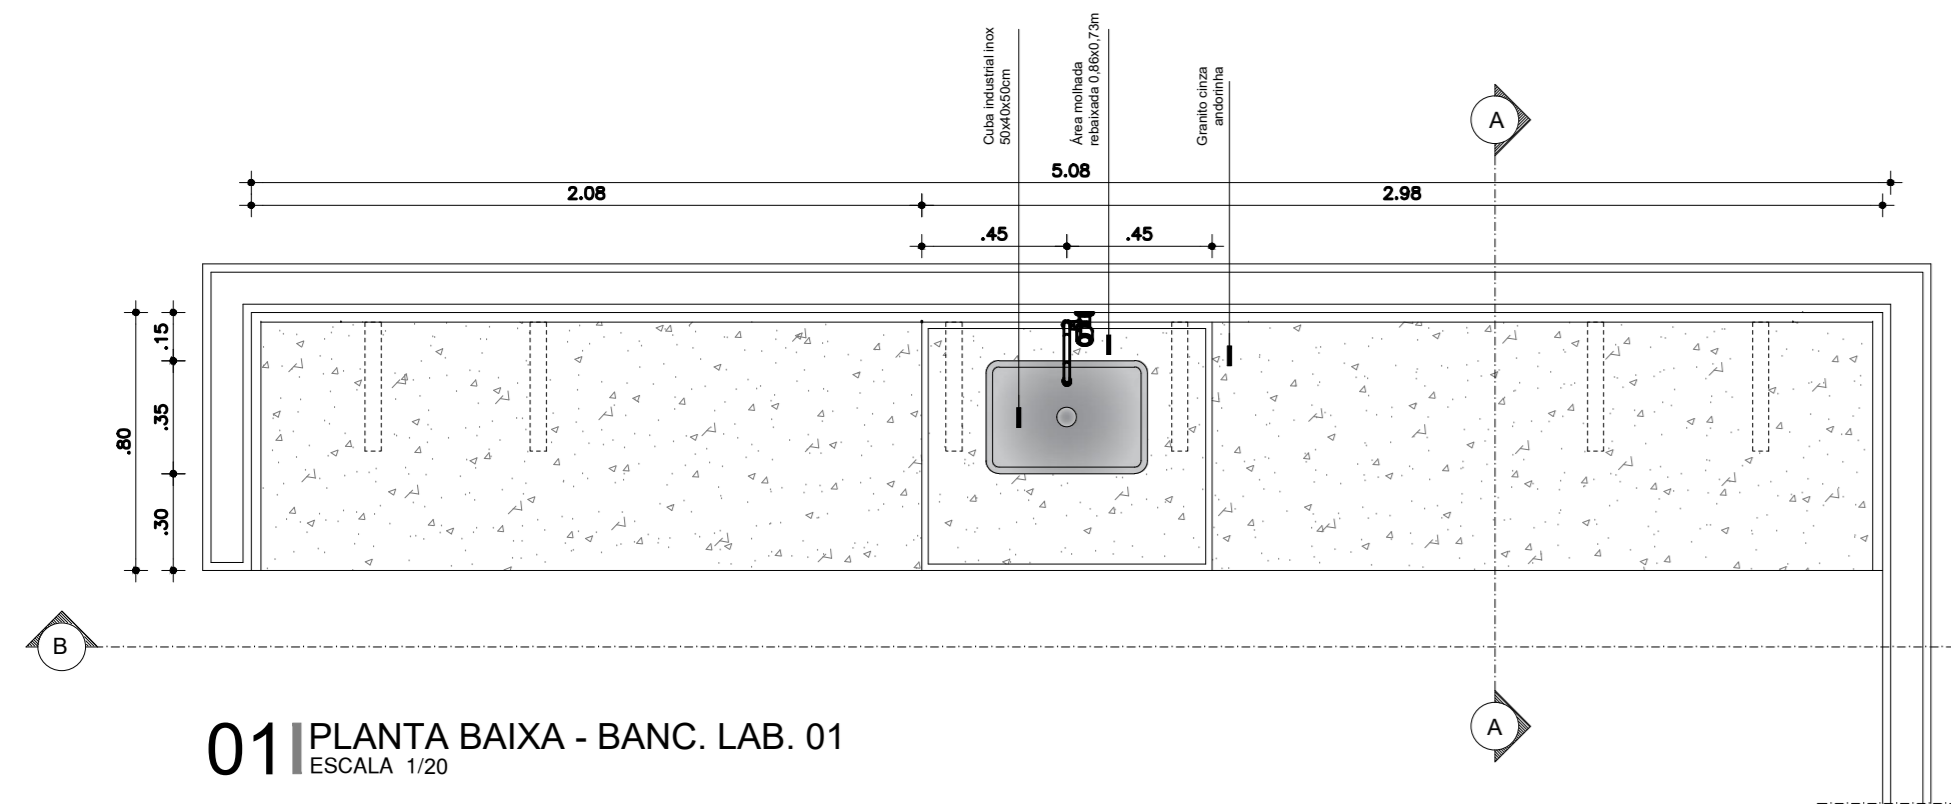 Cuba industrial inox
50x40x50cm
Área molhada
rebaixada 0,86x0,73m
Granito cinza
andorinha
A
5.08
2.08
2.98
.45
.45
.15
.35
.80
.30
B
A
01
PLANTA BAIXA - BANC. LAB. 01
ESCALA 1/20